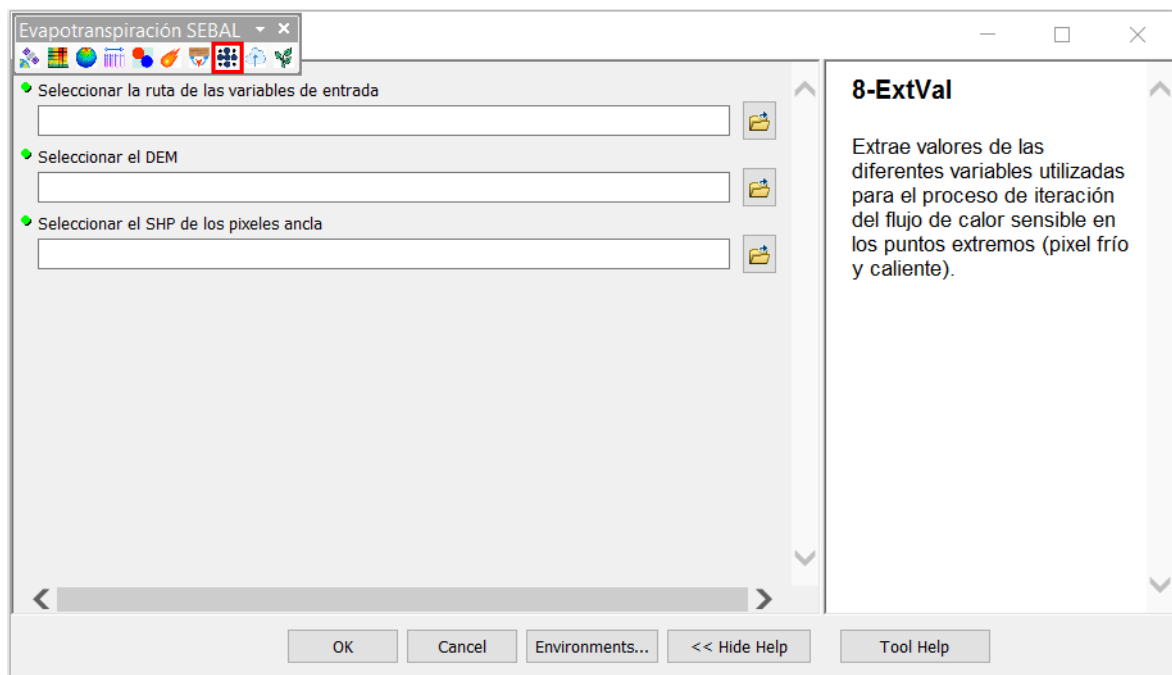 Evapotranspiración SEBAL
Seleccionar la ruta de las variables de entrada
Seleccionar el DEM
Seleccionar el SHP de los pixeles ancla
8-ExtVal
Extrae valores de las
diferentes variables utilizadas
para el proceso de iteración
del flujo de calor sensible en
los puntos extremos (pixel frío
y caliente).
OK
Cancel
Environments...
<< Hide Help
Tool Help